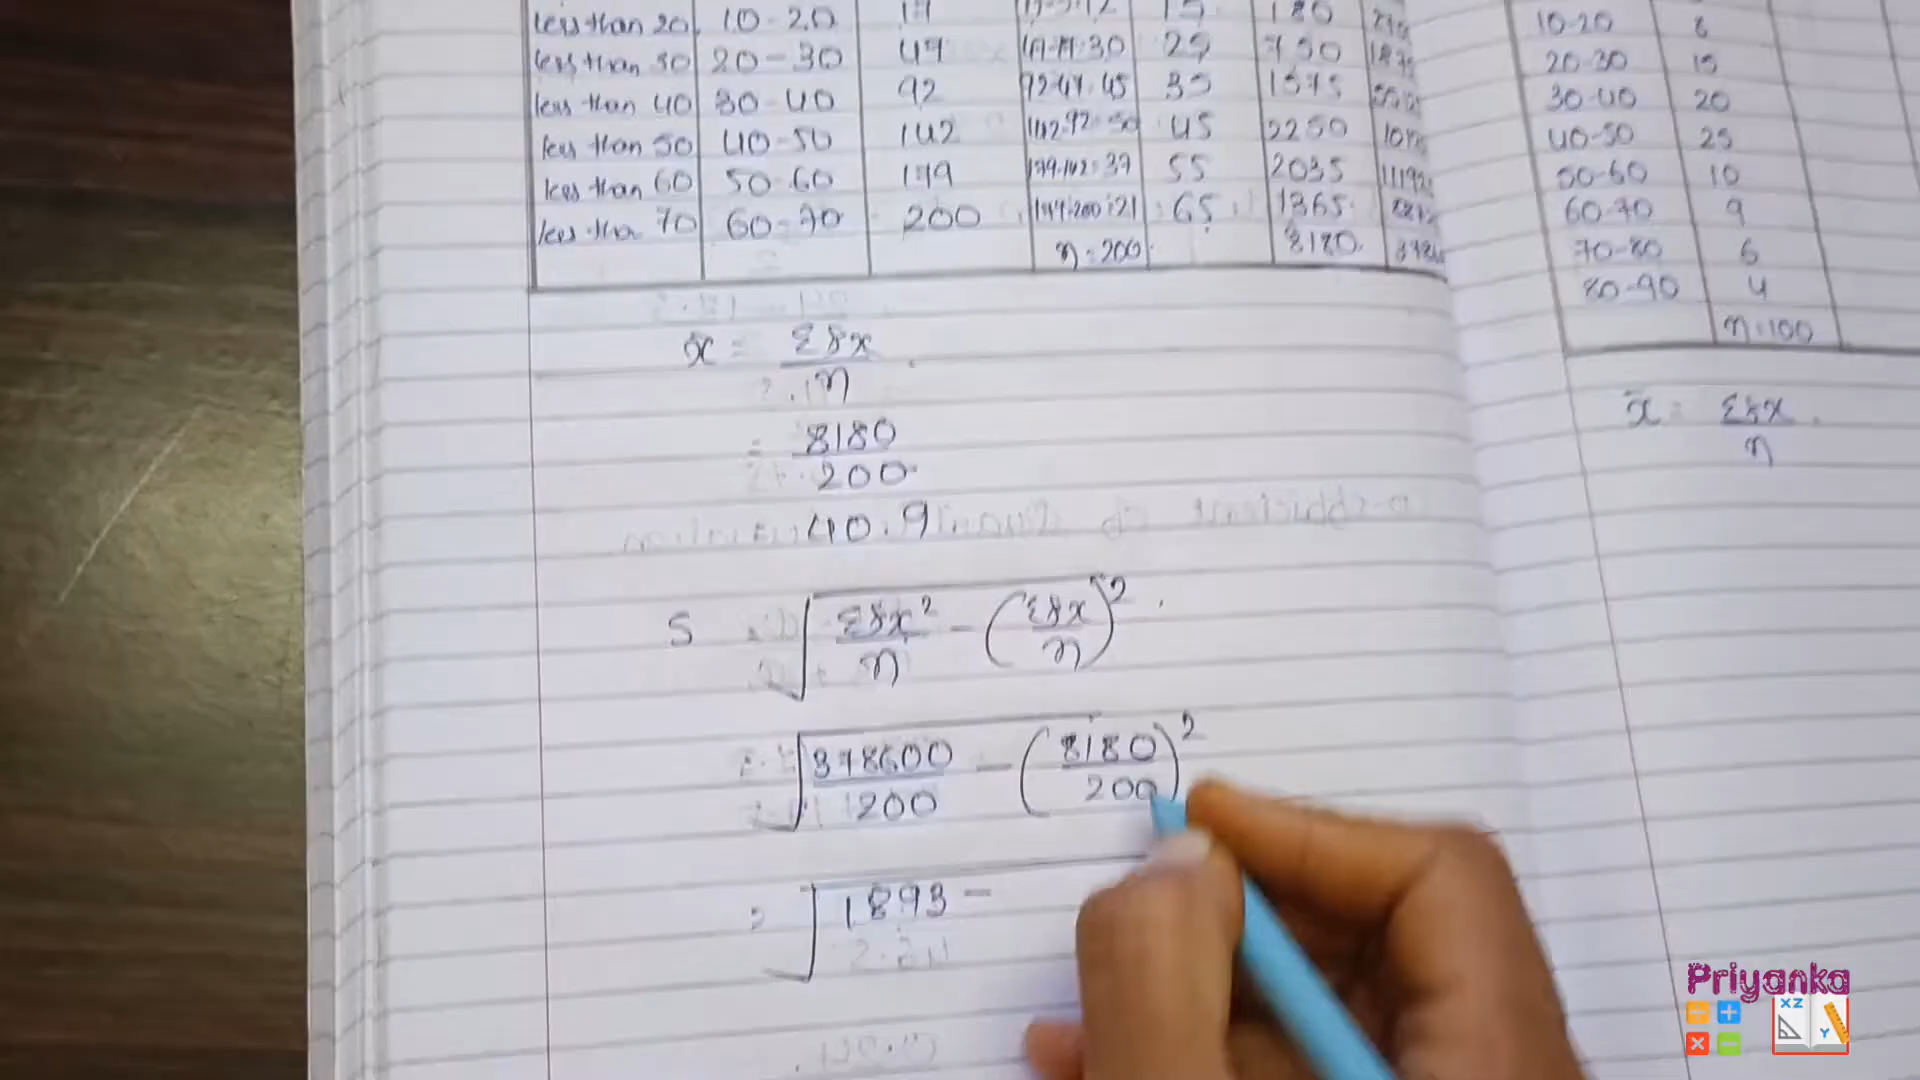 less than 20 10-20 17 15 180
less than 30 20-30 47 47-17=30 25 750 1875
less than 40 30-40 92 92-47=45 35 1575
less than 50 40-50 142 142-92=50 45 2250
less than 60 50-60 179 179-142=37 55 2035
less than 70 60-70 200 65 1365
n=200 8180
x̄ = Σfx
n
= 8180
200
40.9
S √ Σfx² - (Σfx)²
n n
√ 378600 - (8180)²
200 200
= √ 1893 -
10-20 8
20-30 15
30-40 20
40-50 25
50-60 10
60-70 9
70-80 6
80-90 4
n=100
x̄ = Σfx
n
Priyanka
XZ
Y